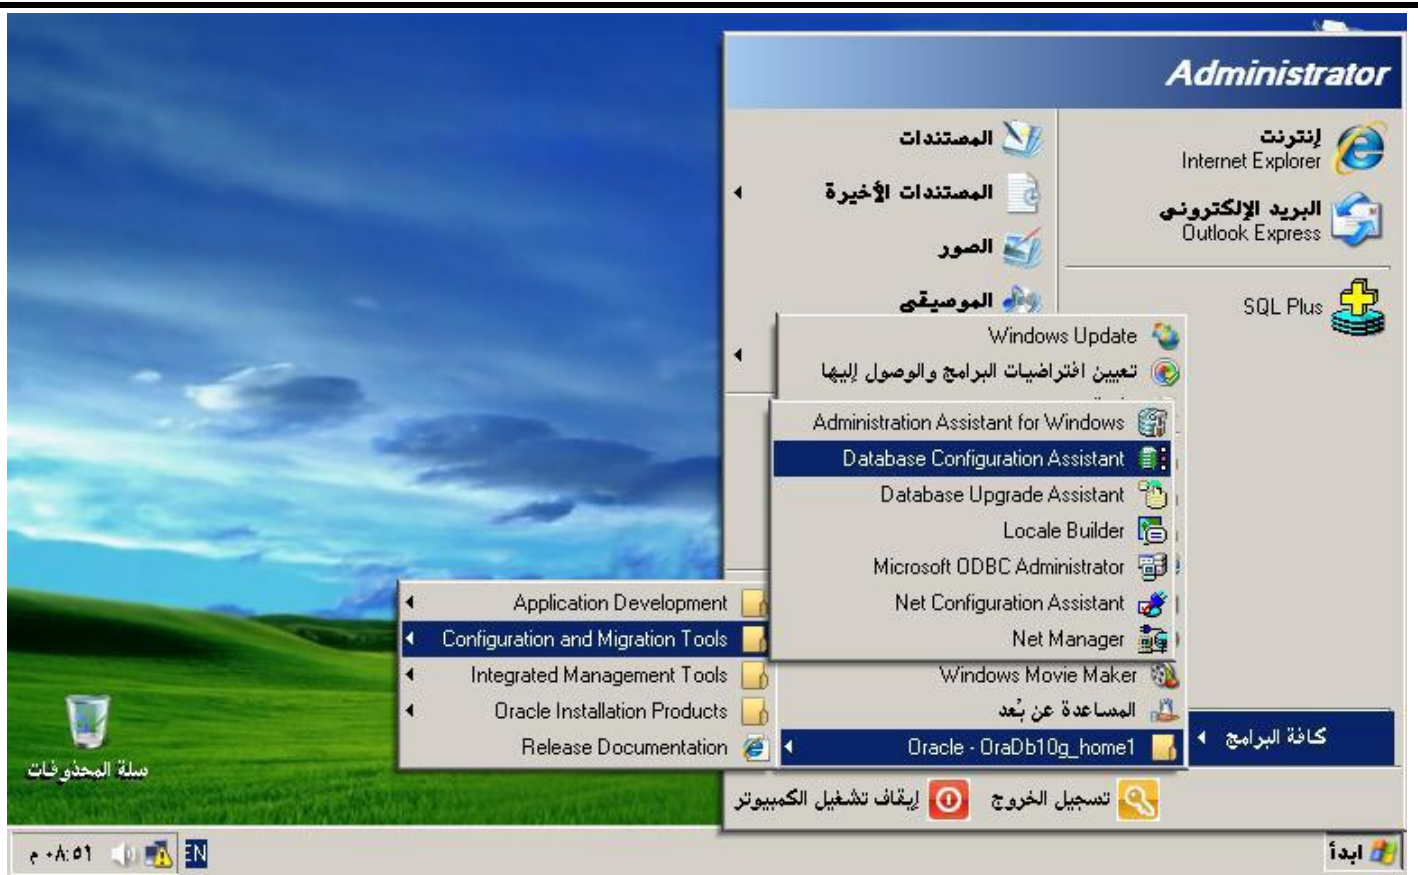 Administrator
إنترنت
Internet Explorer
البريد الإلكتروني
Outlook Express
SQL Plus
المستندات
المستندات الأخيرة
الصور
الموسيقى
Windows Update
تعيين افتراضيات البرامج والوصول إليها
Administration Assistant for Windows
Database Configuration Assistant
Database Upgrade Assistant
Locale Builder
Microsoft ODBC Administrator
Net Configuration Assistant
Net Manager
Windows Movie Maker
المساعدة عن بُعد
Oracle - OraDb10g_home1
Application Development
Configuration and Migration Tools
Integrated Management Tools
Oracle Installation Products
Release Documentation
كافة البرامج
تسجيل الخروج
إيقاف تشغيل الكمبيوتر
سلة المحذوفات
ابدأ
EN
٠٨:٥٦ م